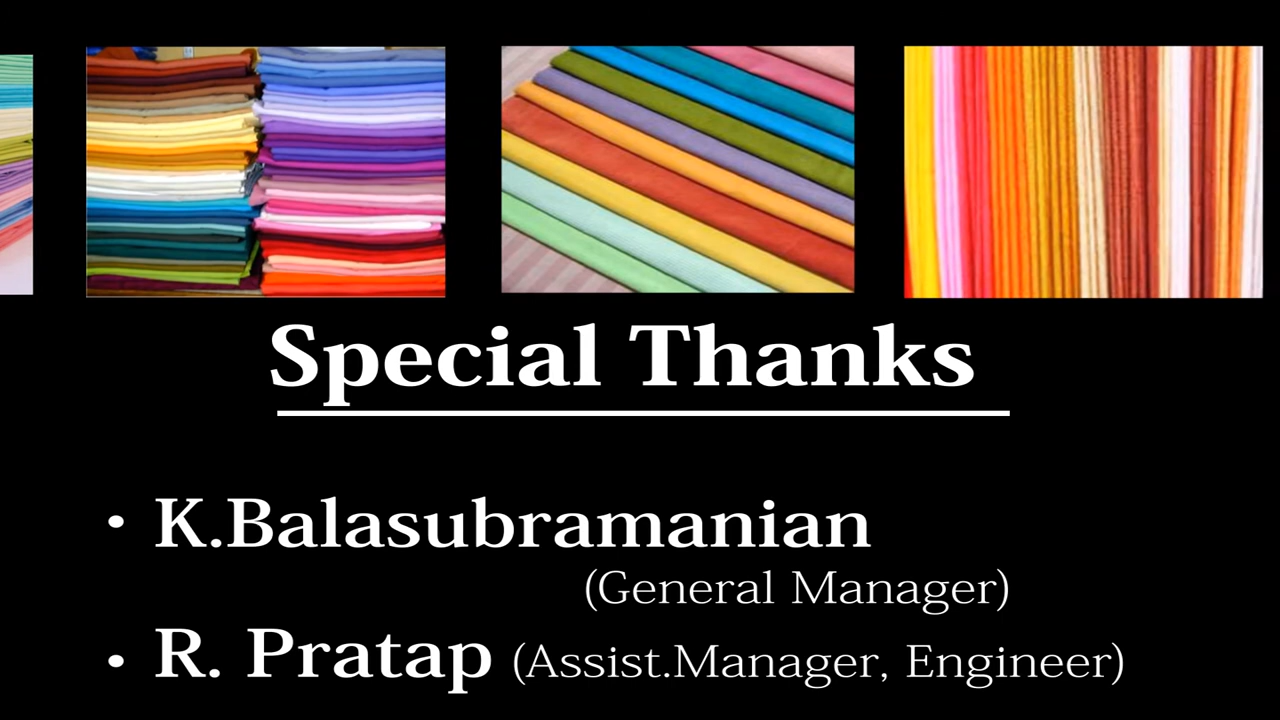 Special Thanks
• K.Balasubramanian
(General Manager)
• R. Pratap (Assist.Manager, Engineer)